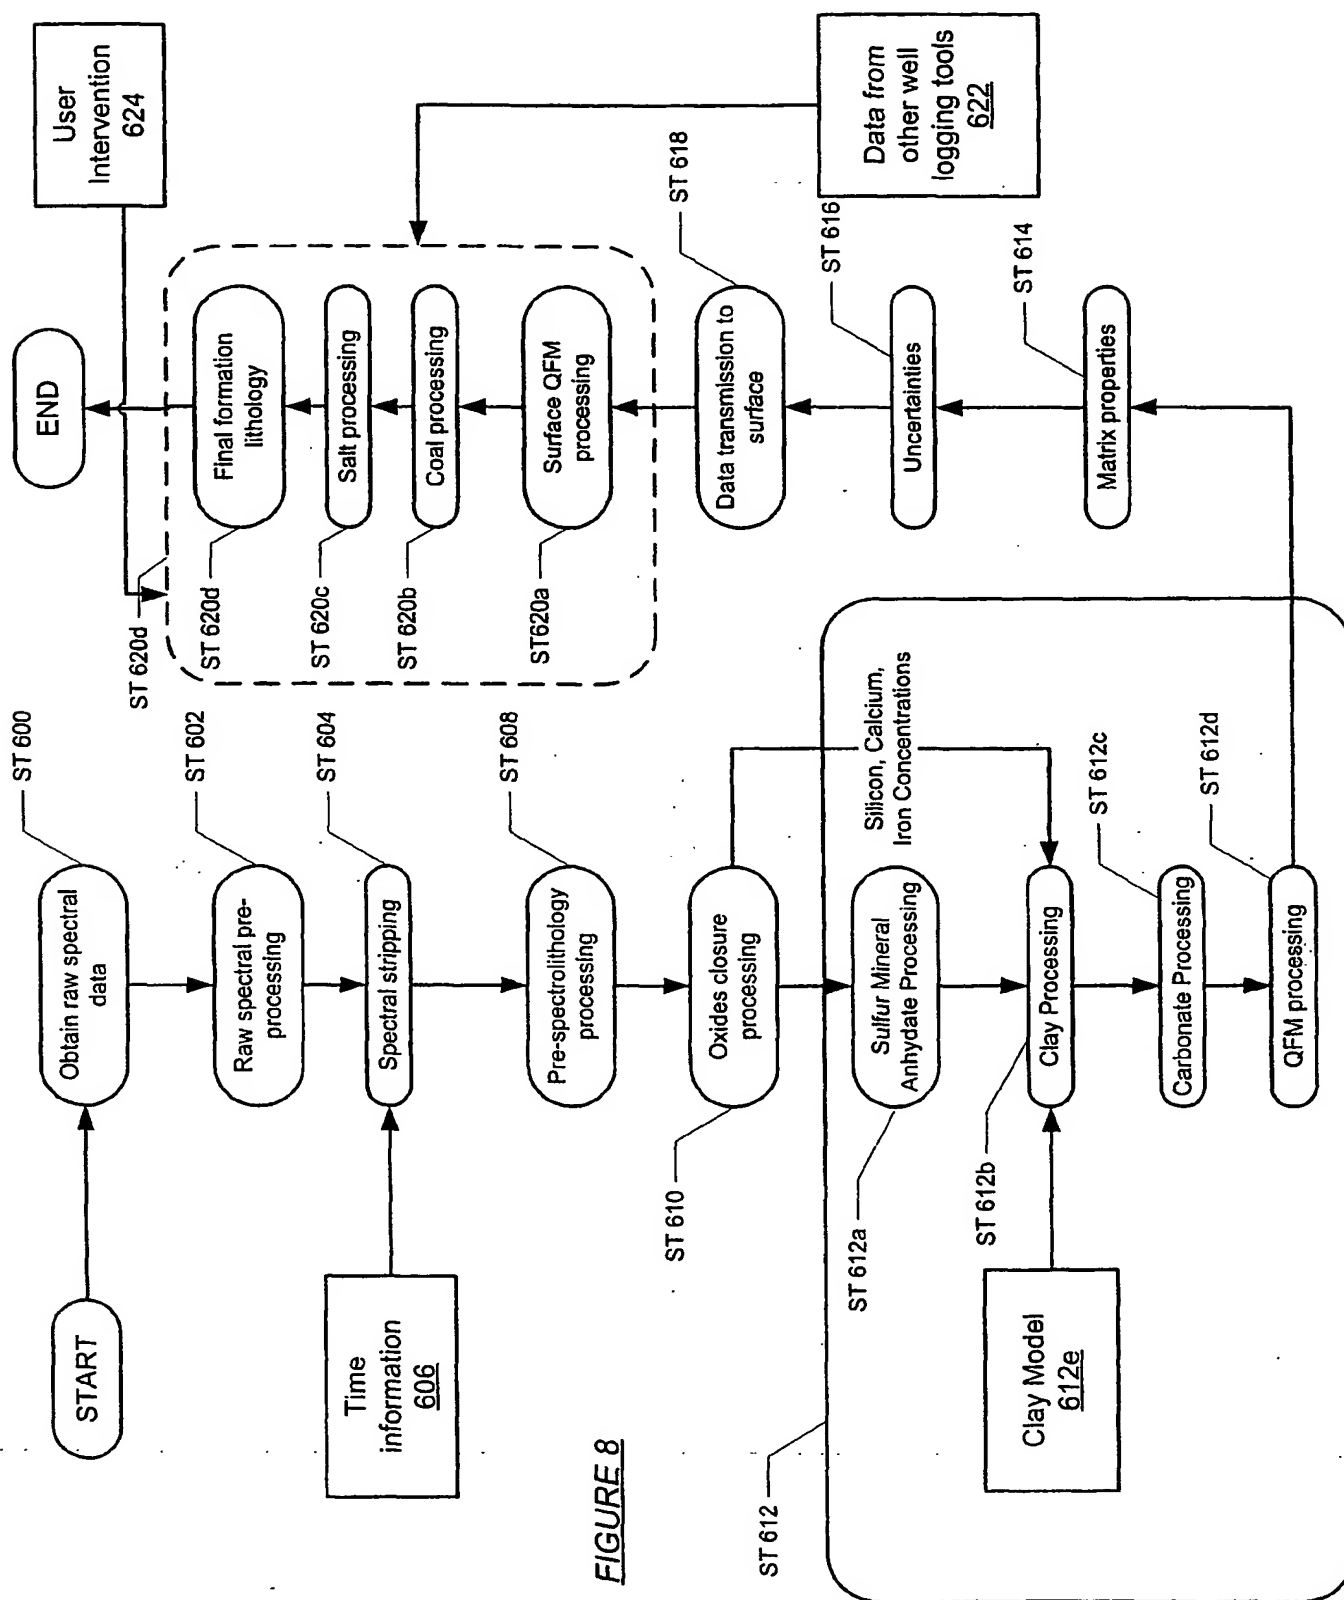 START
Obtain raw spectral
data
ST 600
Raw spectral pre-
processing
ST 602
Time
information
606
Spectral stripping
ST 604
Pre-spectrolithology
processing
ST 608
Oxides closure
processing
ST 610
Silicon, Calcium,
Iron Concentrations
ST 612
Sulfur Mineral
Anhydate Processing
ST 612a
Clay Model
612e
Clay Processing
ST 612b
Carbonate Processing
ST 612c
QFM processing
ST 612d
Matrix properties
ST 614
Uncertainties
ST 616
Data transmission to
surface
ST 618
Data from
other well
logging tools
622
ST 620d
Surface QFM
processing
ST620a
Coal processing
ST 620b
Salt processing
ST 620c
Final formation
lithology
ST 620d
User
Intervention
624
END
FIGURE 8